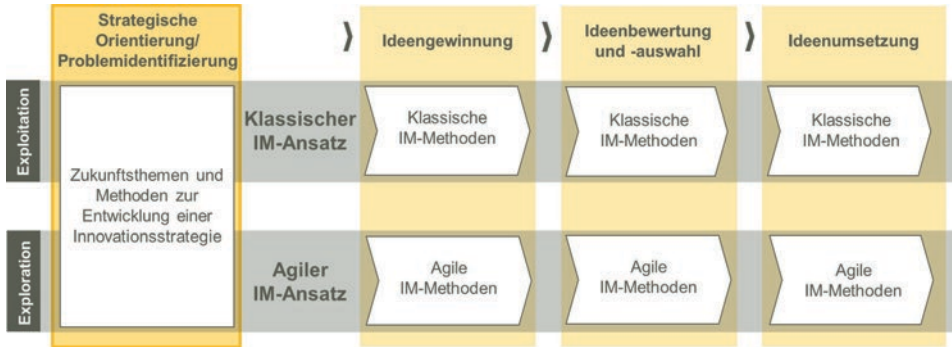 Strategische
Orientierung/
Problemidentifizierung
❯
Ideengewinnung
❯
Ideenbewertung
und -auswahl
❯
Ideenumsetzung
Exploitation
Zukunftsthemen und
Methoden zur
Entwicklung einer
Innovationsstrategie
Klassischer
IM-Ansatz
Klassische
IM-Methoden
Klassische
IM-Methoden
Klassische
IM-Methoden
Exploration
Agiler
IM-Ansatz
Agile
IM-Methoden
Agile
IM-Methoden
Agile
IM-Methoden